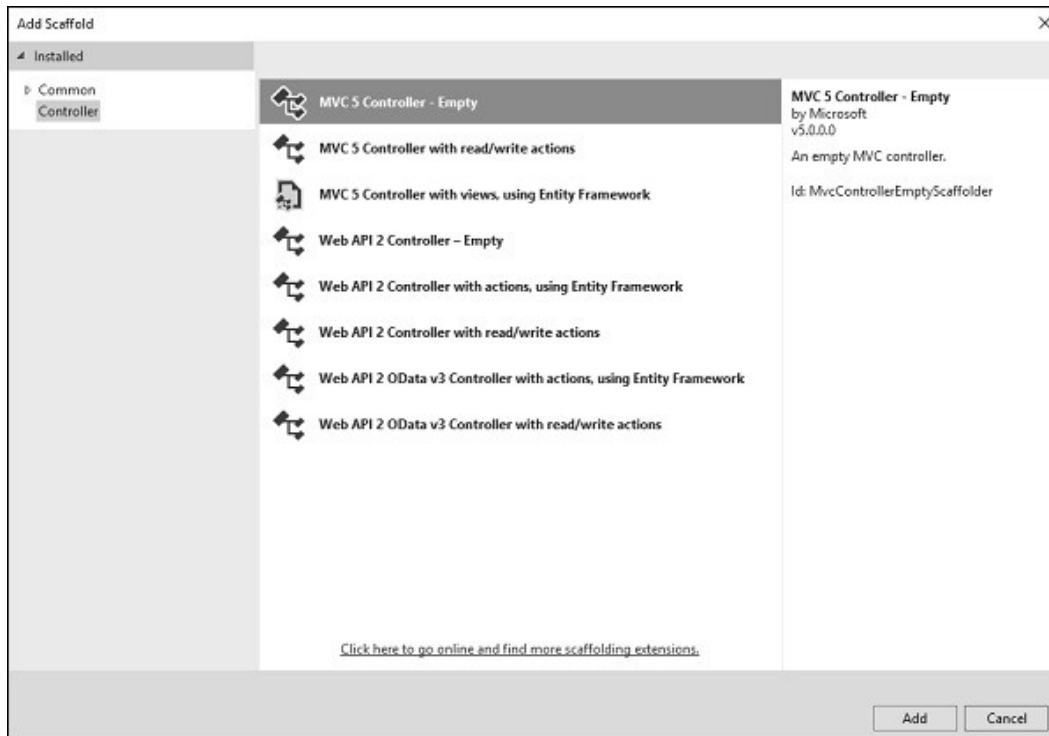 Add Scaffold
Installed
Common
Controller
MVC 5 Controller - Empty
MVC 5 Controller with read/write actions
MVC 5 Controller with views, using Entity Framework
Web API 2 Controller – Empty
Web API 2 Controller with actions, using Entity Framework
Web API 2 Controller with read/write actions
Web API 2 OData v3 Controller with actions, using Entity Framework
Web API 2 OData v3 Controller with read/write actions
Click here to go online and find more scaffolding extensions.
MVC 5 Controller - Empty
by Microsoft
v5.0.0.0
An empty MVC controller.
Id: MvcControllerEmptyScaffolder
Add
Cancel